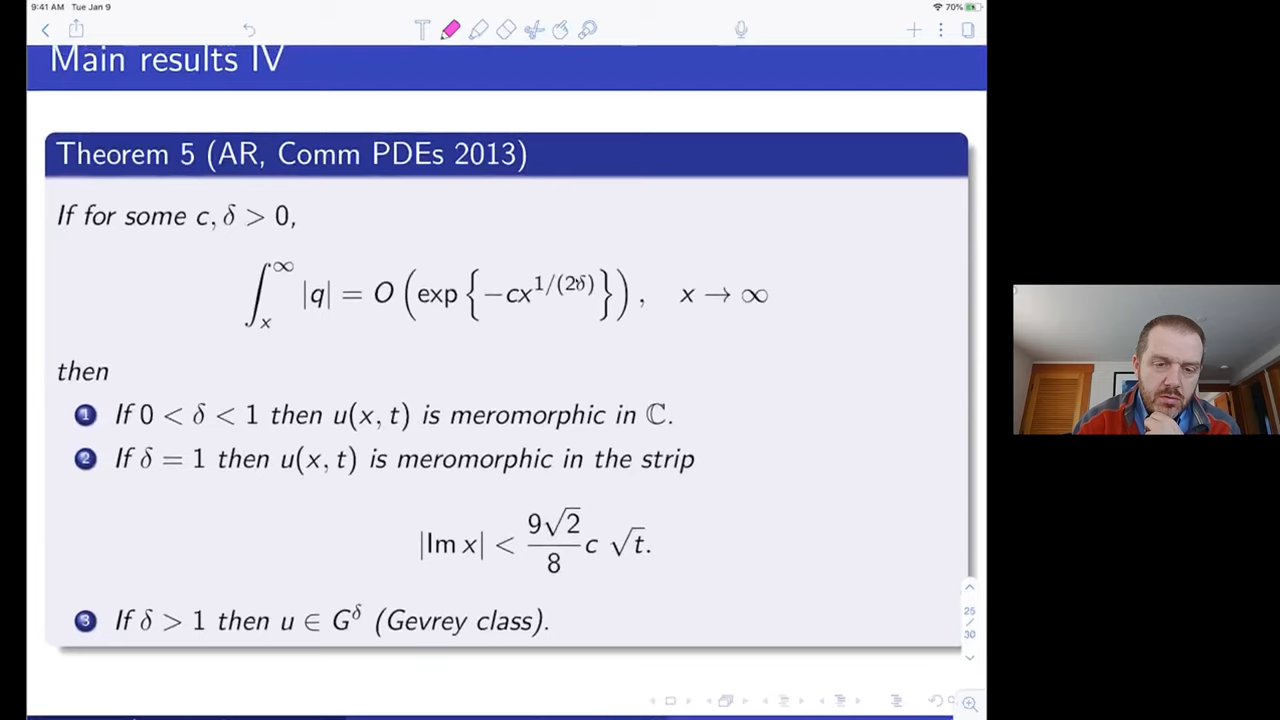 9:41 AM Tue Jan 9
70%
Main results IV
Theorem 5 (AR, Comm PDEs 2013)
If for some c, δ > 0,
∫_x^∞ |q| = O (exp {−cx^{1/(2δ)}}), x → ∞
then
1 If 0 < δ < 1 then u(x, t) is meromorphic in ℂ.
2 If δ = 1 then u(x, t) is meromorphic in the strip
|Im x| < 9√2/8 c √t.
3 If δ > 1 then u ∈ G^δ (Gevrey class).
25
/
30